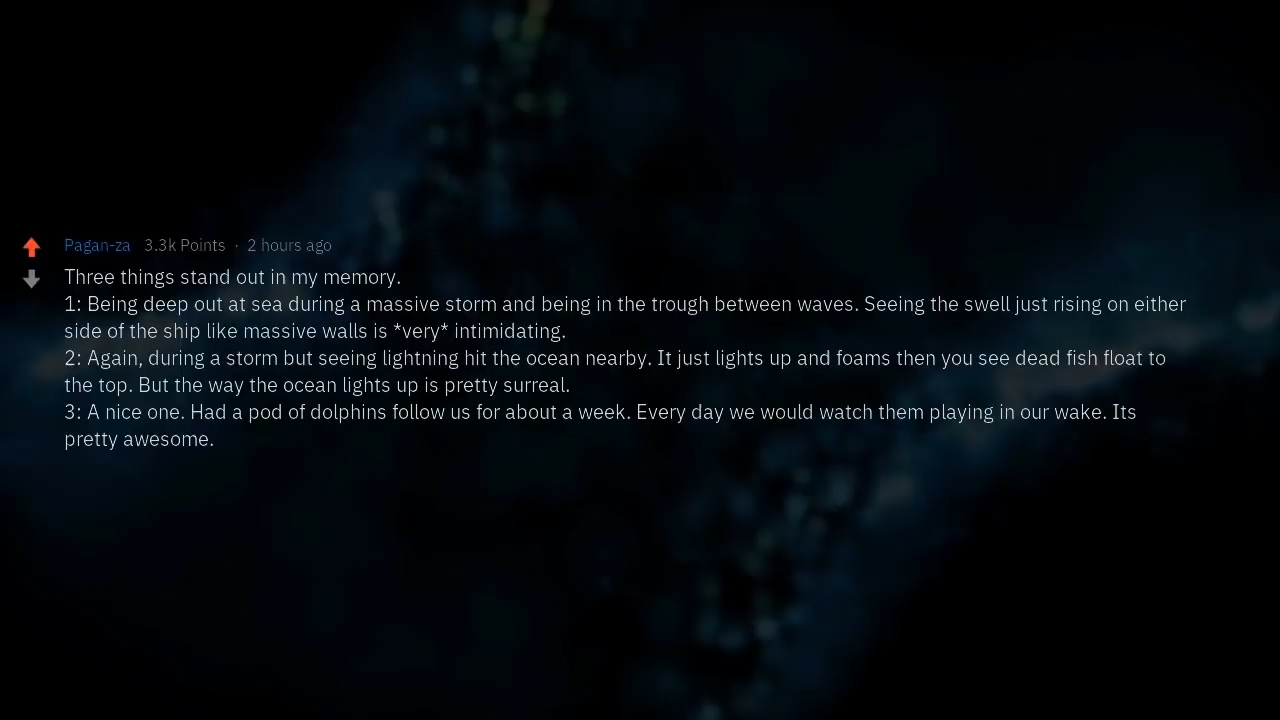 Pagan-za 3.3k Points · 2 hours ago
Three things stand out in my memory.
1: Being deep out at sea during a massive storm and being in the trough between waves. Seeing the swell just rising on either
side of the ship like massive walls is *very* intimidating.
2: Again, during a storm but seeing lightning hit the ocean nearby. It just lights up and foams then you see dead fish float to
the top. But the way the ocean lights up is pretty surreal.
3: A nice one. Had a pod of dolphins follow us for about a week. Every day we would watch them playing in our wake. Its
pretty awesome.